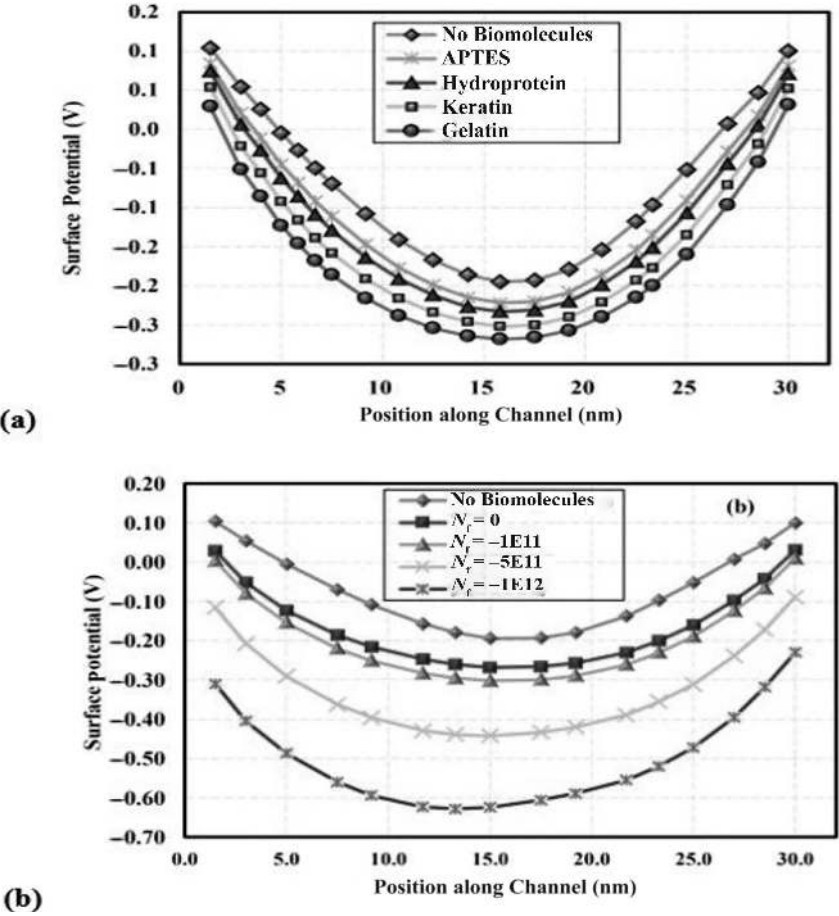 0.2
0.1
0.1
0.0
−0.1
−0.1
−0.2
−0.2
−0.3
−0.3
Surface Potential (V)
No Biomolecules
APTES
Hydroprotein
Keratin
Gelatin
0 5 10 15 20 25 30
Position along Channel (nm)
(a)
0.20
0.10
0.00
−0.10
−0.20
−0.30
−0.40
−0.50
−0.60
−0.70
Surface potential (V)
No Biomolecules
Nf = 0
Nf = −1E11
Nf = −5E11
Nf = −1E12
(b)
0.0 5.0 10.0 15.0 20.0 25.0 30.0
Position along Channel (nm)
(b)